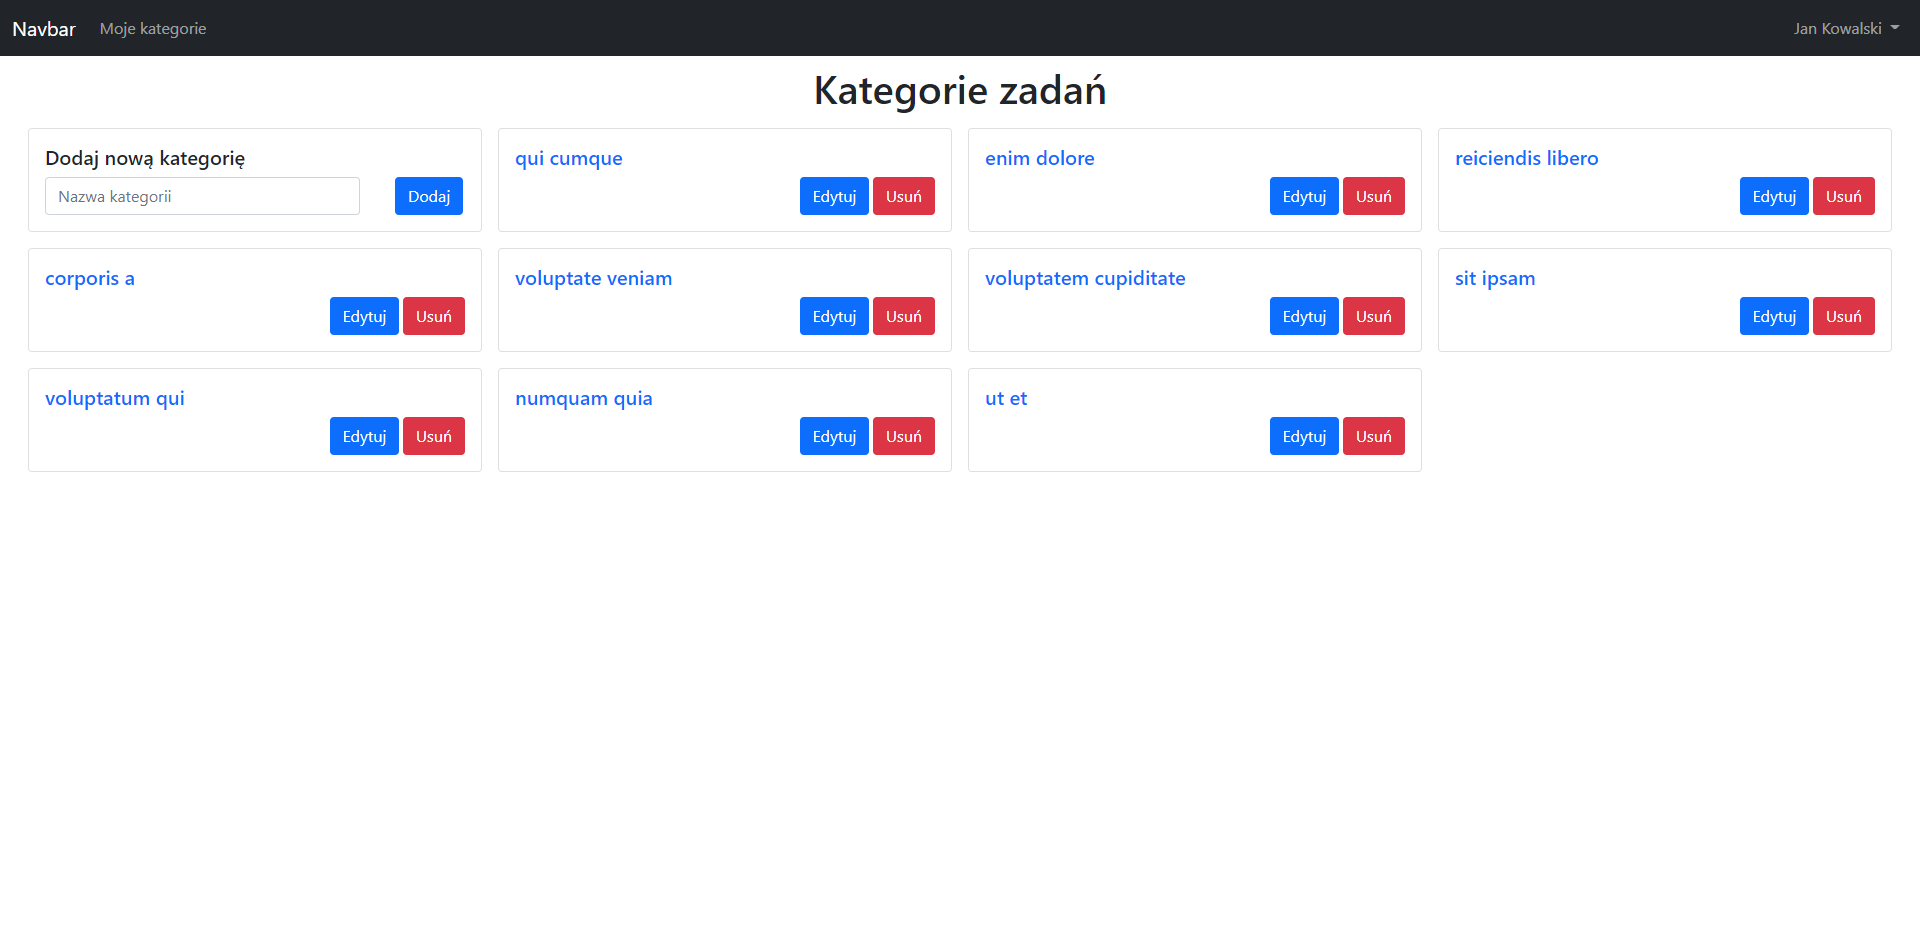 Navbar Moje kategorie Jan Kowalski
Kategorie zadań
Dodaj nową kategorię
Nazwa kategorii Dodaj
qui cumque
Edytuj Usuń
enim dolore
Edytuj Usuń
reiciendis libero
Edytuj Usuń
corporis a
Edytuj Usuń
voluptate veniam
Edytuj Usuń
voluptatem cupiditate
Edytuj Usuń
sit ipsam
Edytuj Usuń
voluptatum qui
Edytuj Usuń
numquam quia
Edytuj Usuń
ut et
Edytuj Usuń